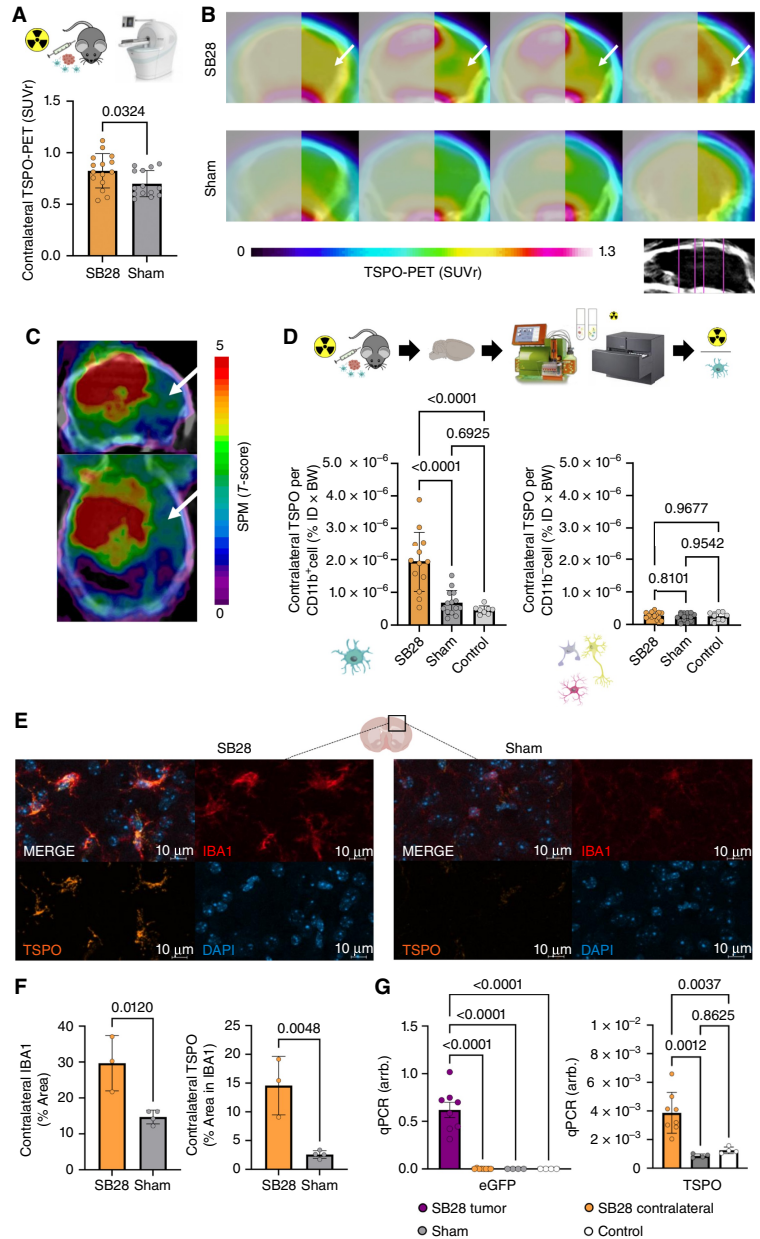 A
0.0324
Contralateral TSPO-PET (SUVr)
1.5
1.0
0.5
0.0
SB28 Sham
B
SB28
Sham
0
1.3
TSPO-PET (SUVr)
C
5
SPM (T-score)
0
D
<0.0001
0.6925
<0.0001
Contralateral TSPO per
CD11b⁺cell (% ID × BW)
5.0 × 10⁻⁶
4.0 × 10⁻⁶
3.0 × 10⁻⁶
2.0 × 10⁻⁶
1.0 × 10⁻⁶
0
SB28
Sham
Control
Contralateral TSPO per
CD11b⁻cell (% ID × BW)
5.0 × 10⁻⁶
4.0 × 10⁻⁶
3.0 × 10⁻⁶
2.0 × 10⁻⁶
1.0 × 10⁻⁶
0
0.9677
0.9542
0.8101
SB28
Sham
Control
E
SB28
Sham
MERGE
10 µm
IBA1
10 µm
TSPO
10 µm
DAPI
10 µm
MERGE
10 µm
IBA1
10 µm
TSPO
10 µm
DAPI
10 µm
F
0.0120
Contralateral IBA1
(% Area)
40
30
20
10
0
SB28 Sham
0.0048
Contralateral TSPO
(% Area in IBA1)
25
20
15
10
5
0
SB28 Sham
G
<0.0001
<0.0001
<0.0001
qPCR (arrb.)
1.5
1.0
0.5
0.0
eGFP
0.0037
0.8625
0.0012
qPCR (arrb.)
1 × 10⁻²
8 × 10⁻³
6 × 10⁻³
4 × 10⁻³
2 × 10⁻³
0
TSPO
SB28 tumor
SB28 contralateral
Sham
Control